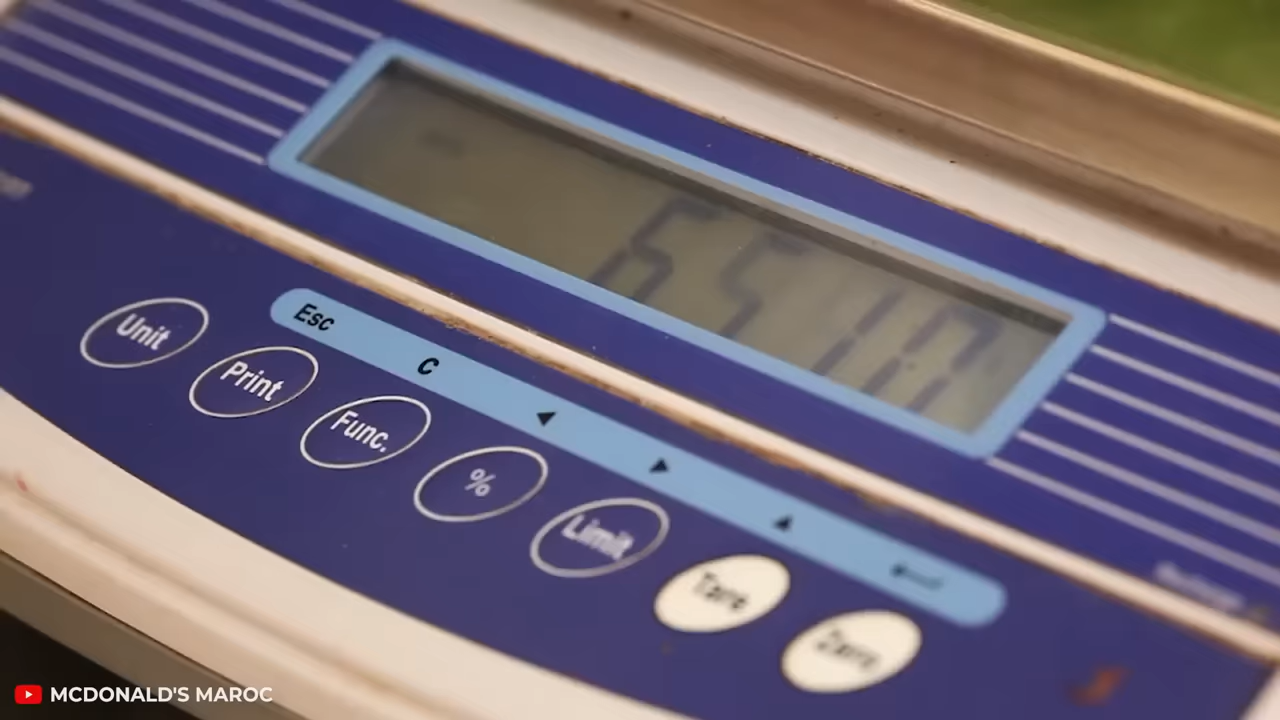 Esc
C
Unit
Print
Func.
%
Limit
Tare
Zero
MCDONALD'S MAROC